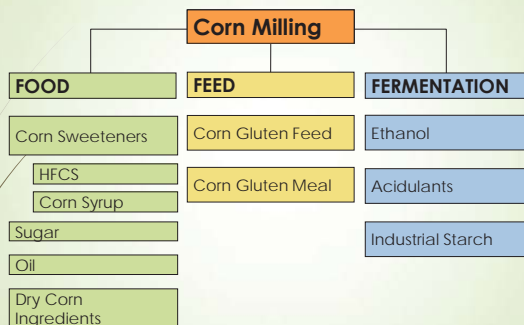 Corn Milling
FOOD
Corn Sweeteners
HFCS
Corn Syrup
Sugar
Oil
Dry Corn
Ingredients
FEED
Corn Gluten Feed
Corn Gluten Meal
FERMENTATION
Ethanol
Acidulants
Industrial Starch